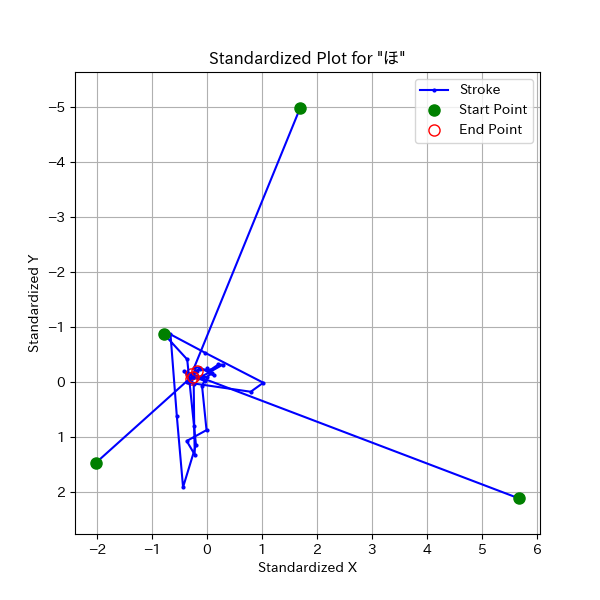 Standardized Plot for "ほ"
Stroke
Start Point
End Point
−5
−4
−3
−2
−1
0
1
2
Standardized Y
−2
−1
0
1
2
3
4
5
6
Standardized X